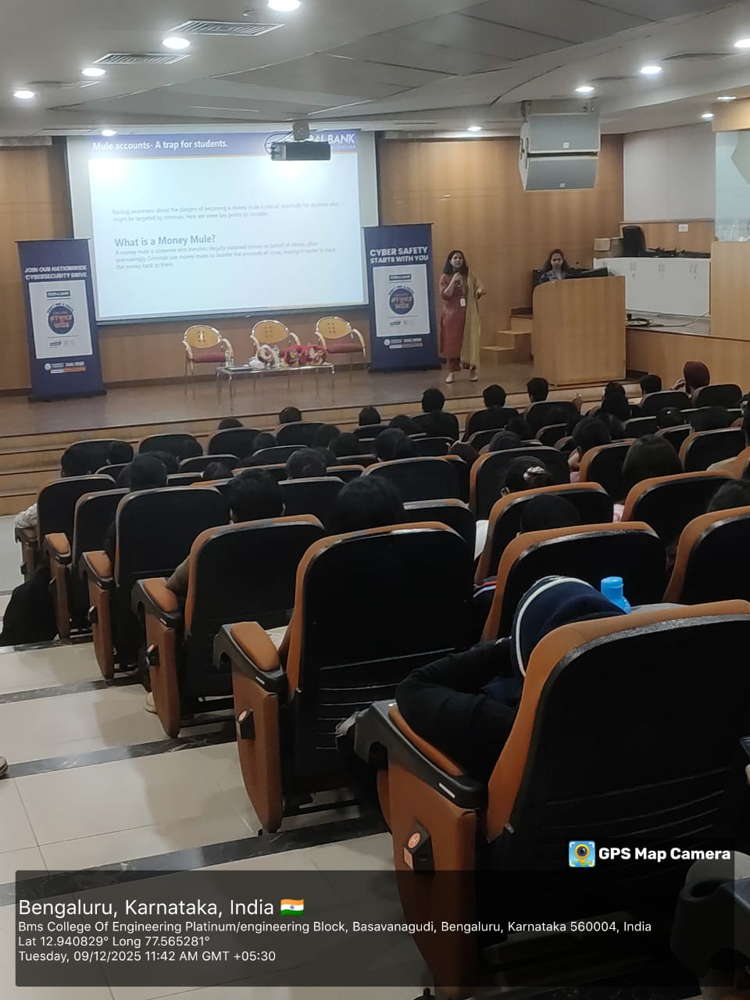 Mule accounts- A trap for students.
BANK
Raising awareness about the dangers of becoming a money mule is crucial, especially for students who
might be targeted by criminals. Here are some key points to consider:
What is a Money Mule?
A money mule is someone who transfers illegally obtained money on behalf of others, often
unknowingly. Criminals use money mules to launder the proceeds of crime, making it harder to trace
the money back to them.
JOIN OUR NATIONWIDE
CYBERSECURITY DRIVE
FEDERAL BANK
CYBER SAFETY
STARTS WITH YOU
FEDERAL BANK
GPS Map Camera
Bengaluru, Karnataka, India
Bms College Of Engineering Platinum/engineering Block, Basavanagudi, Bengaluru, Karnataka 560004, India
Lat 12.940829° Long 77.565281°
Tuesday, 09/12/2025 11:42 AM GMT +05:30